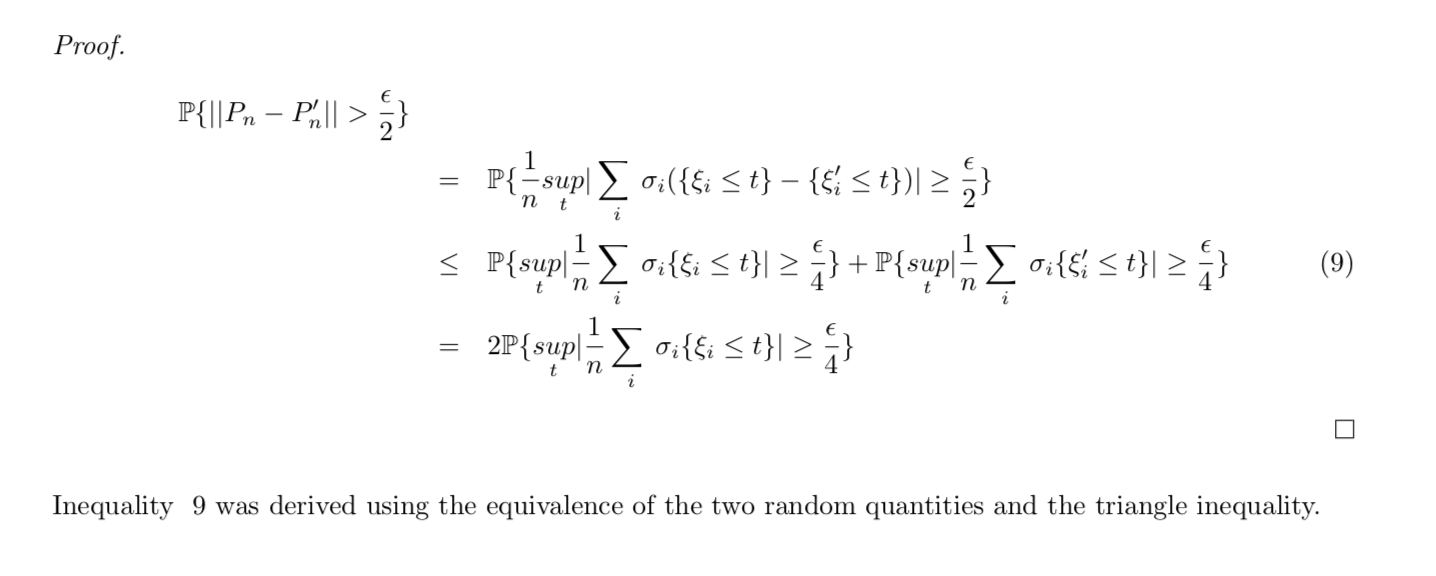 Proof.
ℙ{||Pₙ − P′ₙ|| > ϵ/2}
= ℙ{1/n sup_t |∑_i σ_i({ξ_i ≤ t} − {ξ′_i ≤ t})| ≥ ϵ/2}
≤ ℙ{sup_t |1/n ∑_i σ_i{ξ_i ≤ t}| ≥ ϵ/4} + ℙ{sup_t |1/n ∑_i σ_i{ξ′_i ≤ t}| ≥ ϵ/4} (9)
= 2ℙ{sup_t |1/n ∑_i σ_i{ξ_i ≤ t}| ≥ ϵ/4}
□
Inequality 9 was derived using the equivalence of the two random quantities and the triangle inequality.